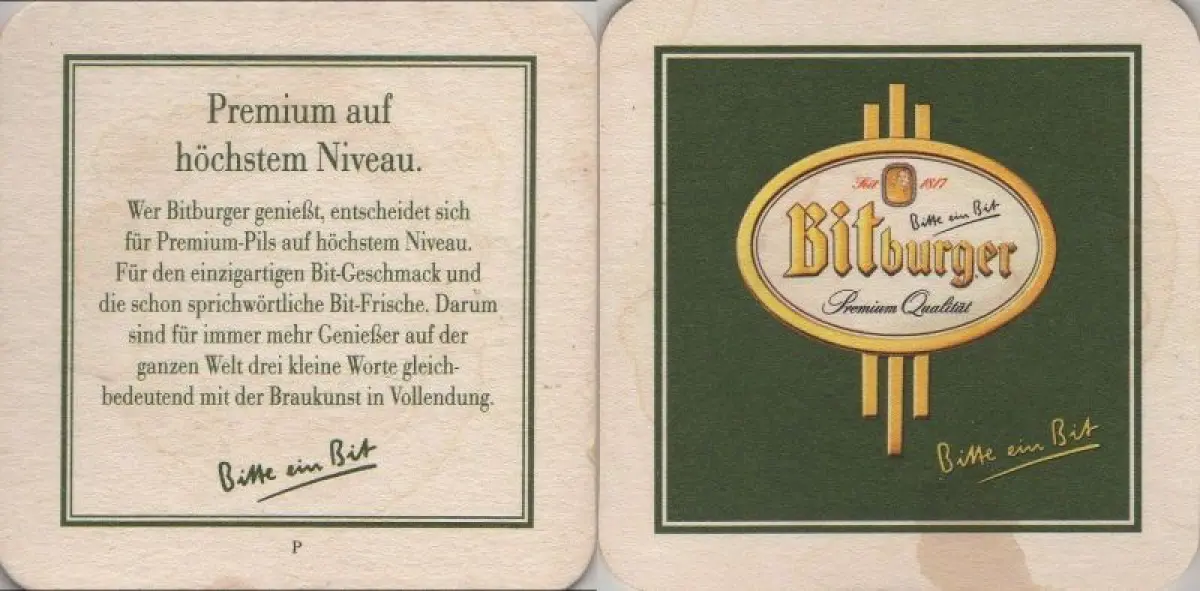 Premium auf
höchstem Niveau.
Wer Bitburger genießt, entscheidet sich
für Premium-Pils auf höchstem Niveau.
Für den einzigartigen Bit-Geschmack und
die schon sprichwörtliche Bit-Frische. Darum
sind für immer mehr Genießer auf der
ganzen Welt drei kleine Worte gleich-
bedeutend mit der Braukunst in Vollendung.
Bitte ein Bit
P
Seit 1817
Bitte ein Bit
Bitburger
Premium Qualität
Bitte ein Bit